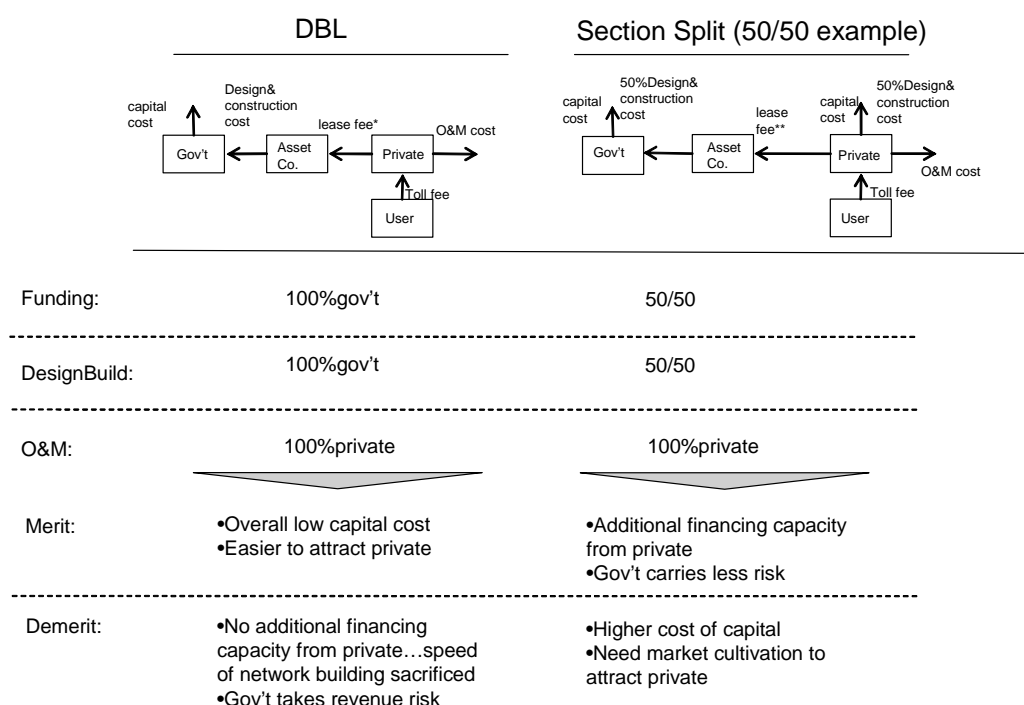 DBL
Section Split (50/50 example)
capital
cost
Design&
construction
cost
lease fee*
O&M cost
Gov't
Asset
Co.
Private
Toll fee
User
capital
cost
50%Design&
construction
cost
lease
fee**
capital
cost
50%Design&
construction
cost
Gov't
Asset
Co.
Private
O&M cost
Toll fee
User
Funding:
100%gov't
50/50
DesignBuild:
100%gov't
50/50
O&M:
100%private
100%private
Merit:
•Overall low capital cost
•Easier to attract private
•Additional financing capacity
from private
•Gov't carries less risk
Demerit:
•No additional financing
capacity from private…speed
of network building sacrificed
•Gov't takes revenue risk
•Higher cost of capital
•Need market cultivation to
attract private